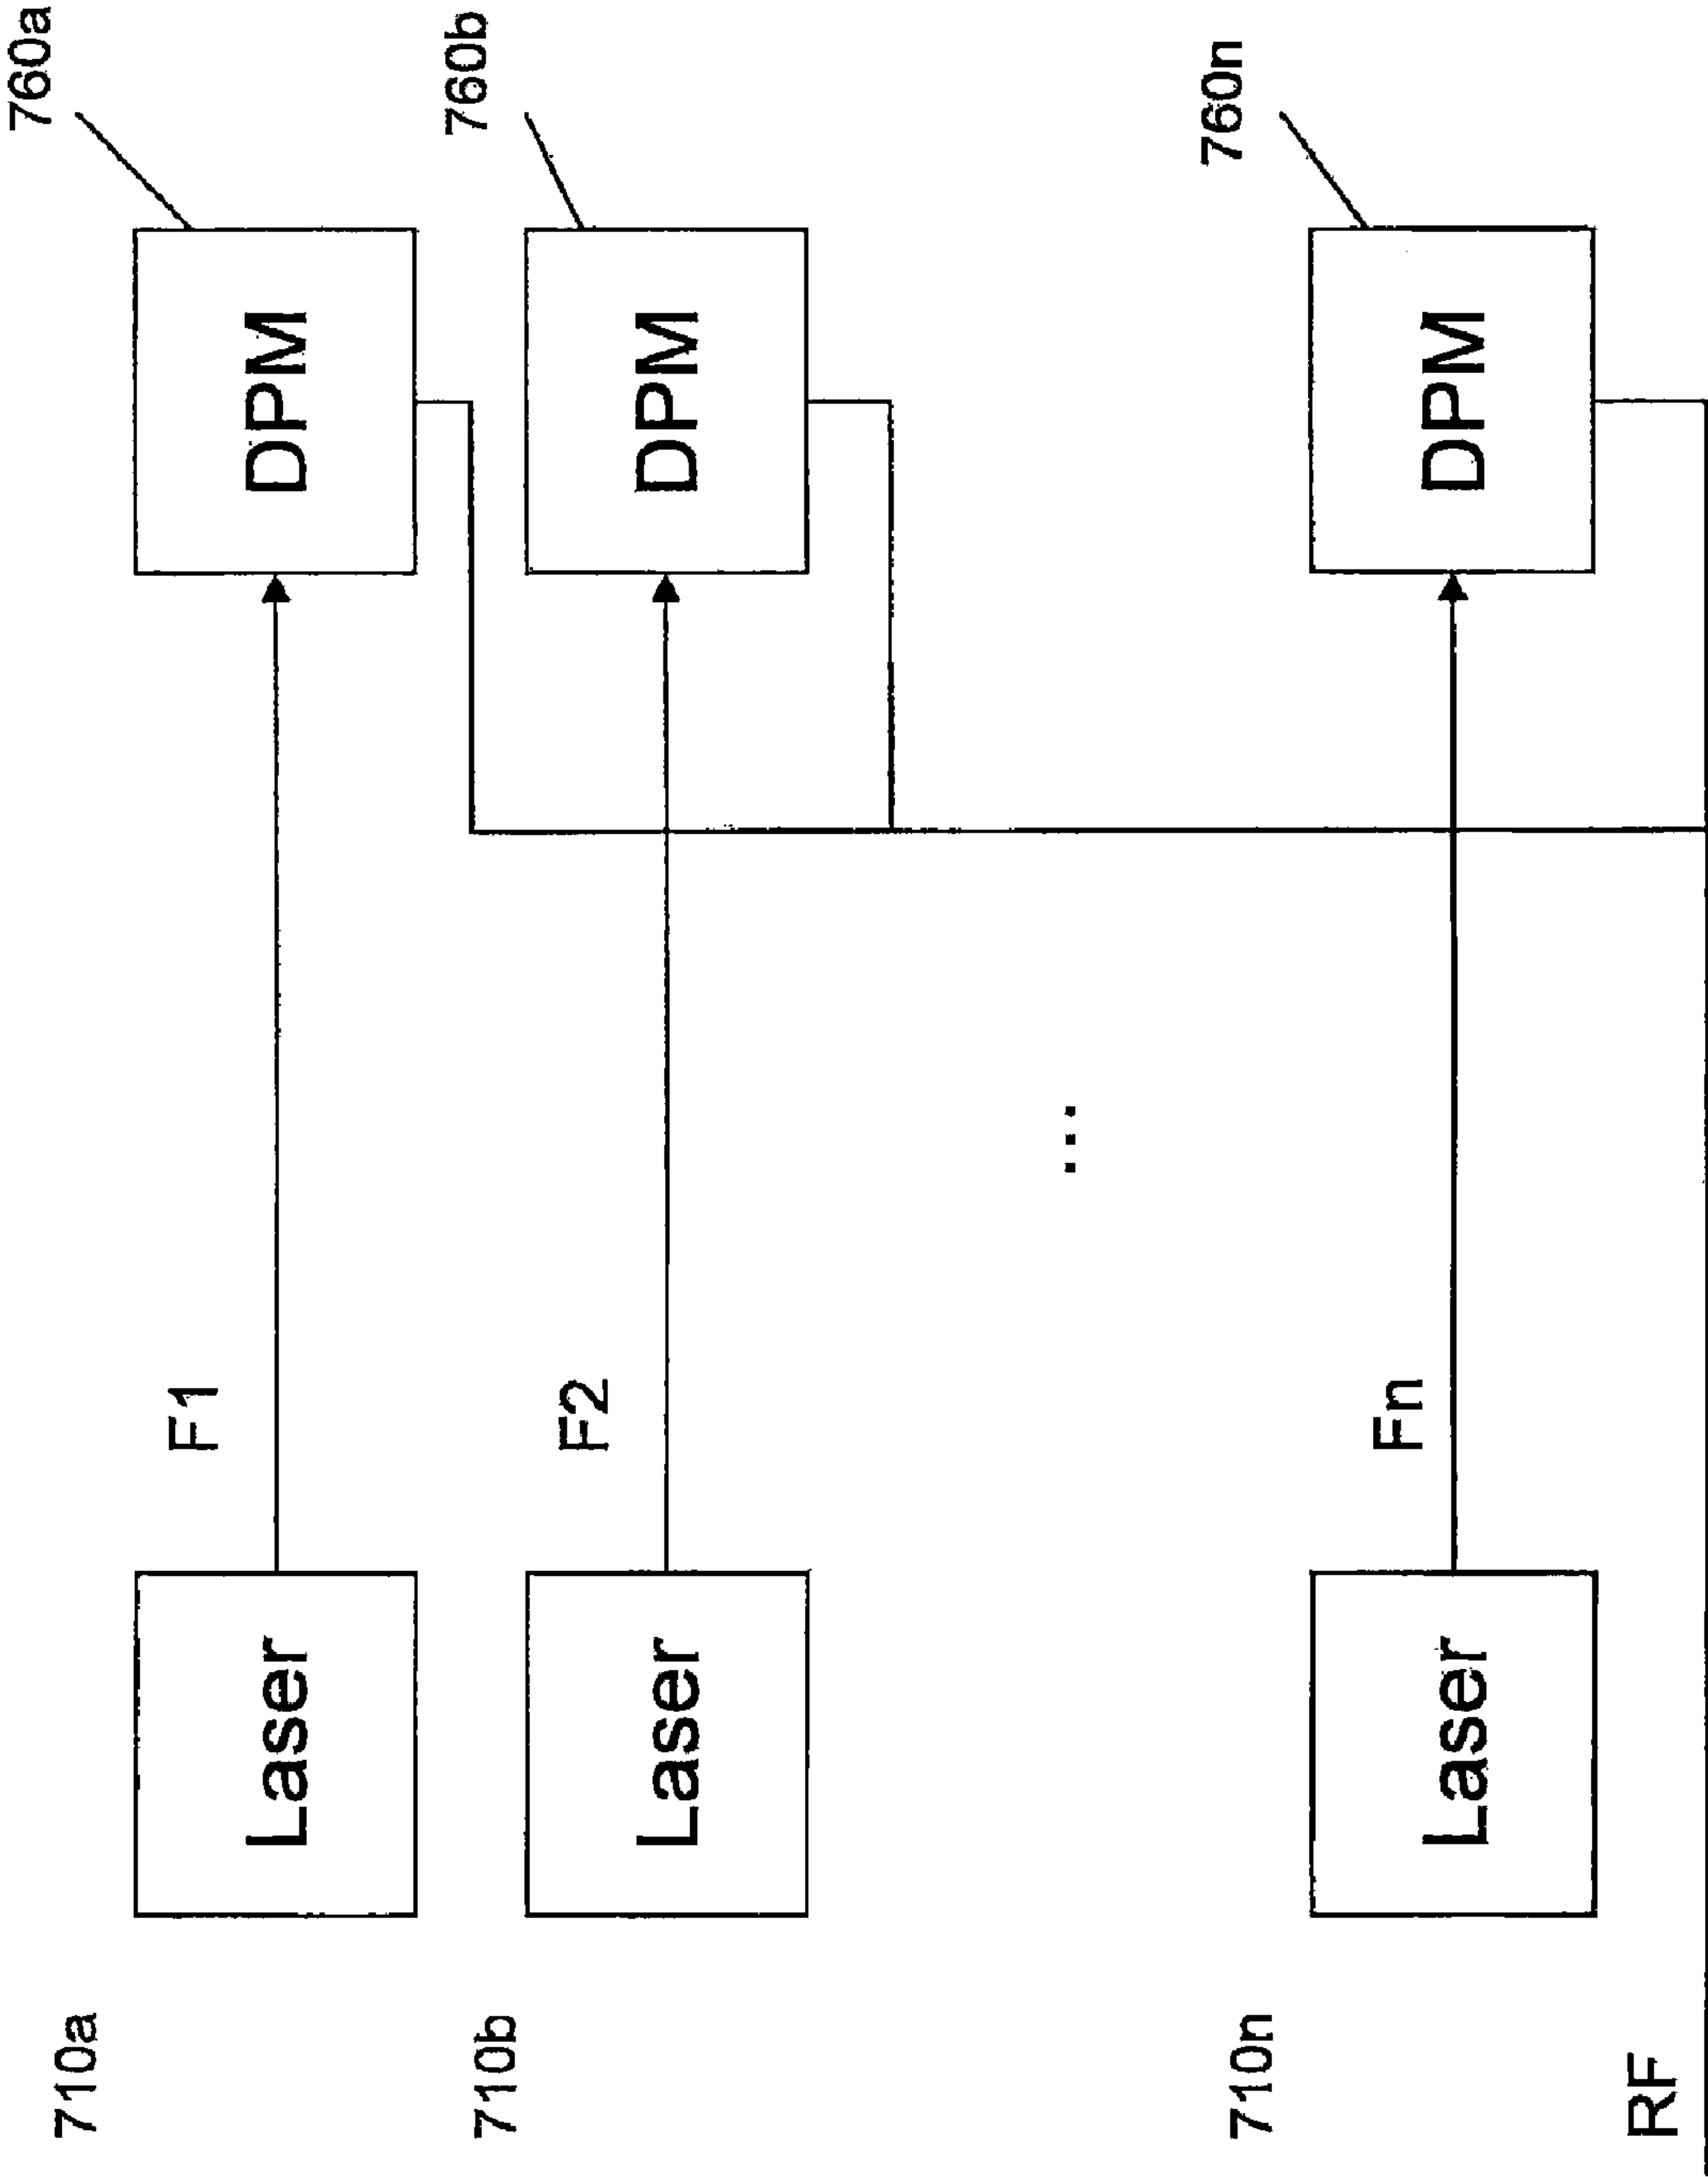 710a
Laser
F1
DPM
760a
710b
Laser
F2
DPM
760b
...
710n
Laser
Fn
DPM
760n
RF